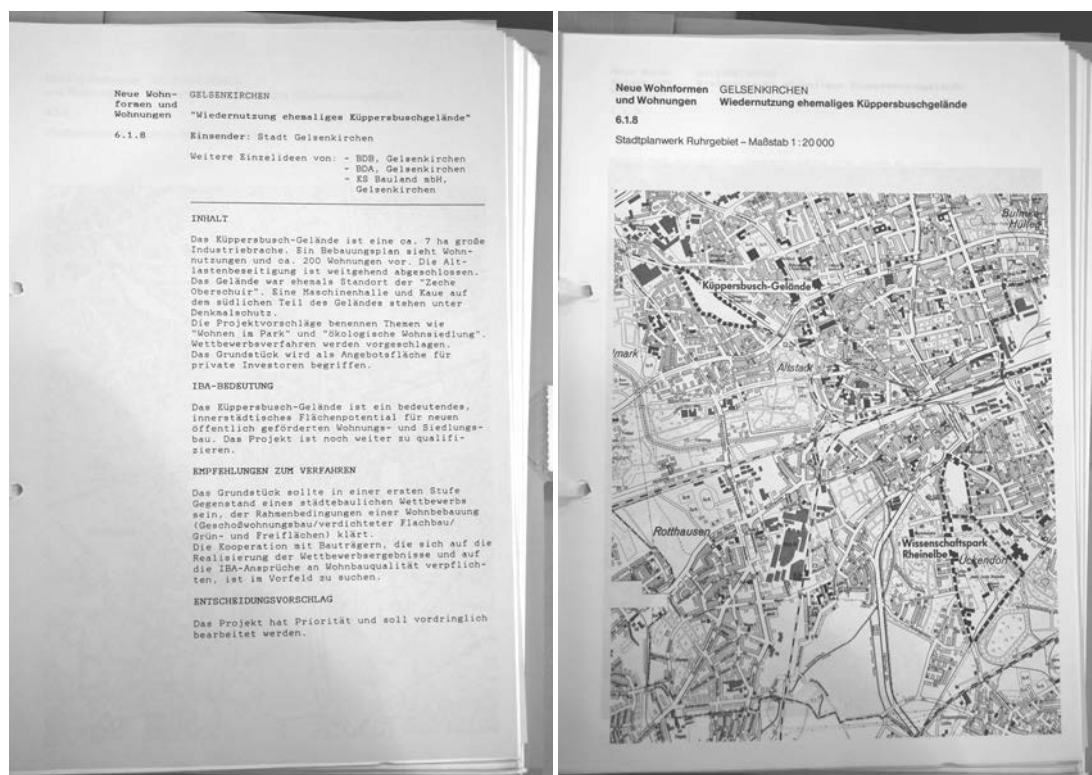 Neue Wohn-
formen und
Wohnungen
6.1.8
GELSENKIRCHEN
"Wiedernutzung ehemaliges Küppersbuschgelände"
Einsender: Stadt Gelsenkirchen
Weitere Einzelideen von: - BDB, Gelsenkirchen
- BDA, Gelsenkirchen
- KS Bauland mbH,
Gelsenkirchen
INHALT
Das Küppersbusch-Gelände ist eine ca. 7 ha große
Industriebrache. Ein Bebauungsplan sieht Wohn-
nutzungen und ca. 200 Wohnungen vor. Die Alt-
lastenbeseitigung ist weitgehend abgeschlossen.
Das Gelände war ehemals Standort der "Zeche
Oberschuir". Eine Maschinenhalle und Kaue auf
dem südlichen Teil des Geländes stehen unter
Denkmalschutz.
Die Projektvorschläge benennen Themen wie
"Wohnen im Park" und "ökologische Wohnsiedlung".
Wettbewerbsverfahren werden vorgeschlagen.
Das Grundstück wird als Angebotsfläche für
private Investoren begriffen.
IBA-BEDEUTUNG
Das Küppersbusch-Gelände ist ein bedeutendes,
innerstädtisches Flächenpotential für neuen
öffentlich geförderten Wohnungs- und Siedlungs-
bau. Das Projekt ist noch weiter zu qualifi-
zieren.
EMPFEHLUNGEN ZUM VERFAHREN
Das Grundstück sollte in einer ersten Stufe
Gegenstand eines städtebaulichen Wettbewerbs
sein, der Rahmenbedingungen einer Wohnbebauung
(Geschoßwohnungsbau/verdichteter Flachbau/
Grün- und Freiflächen) klärt.
Die Kooperation mit Bauträgern, die sich auf die
Realisierung der Wettbewerbsergebnisse und auf
die IBA-Ansprüche an Wohnbauqualität verpflich-
ten, ist im Vorfeld zu suchen.
ENTSCHEIDUNGSVORSCHLAG
Das Projekt hat Priorität und soll vordringlich
bearbeitet werden.
Neue Wohnformen
und Wohnungen
6.1.8
GELSENKIRCHEN
Wiedernutzung ehemaliges Küppersbuschgelände
Stadtplanwerk Ruhrgebiet – Maßstab 1:20 000
Küppersbusch-Gelände
Altstadt
Rotthausen
Wissenschaftspark
Rheinelbe
Ückendorf